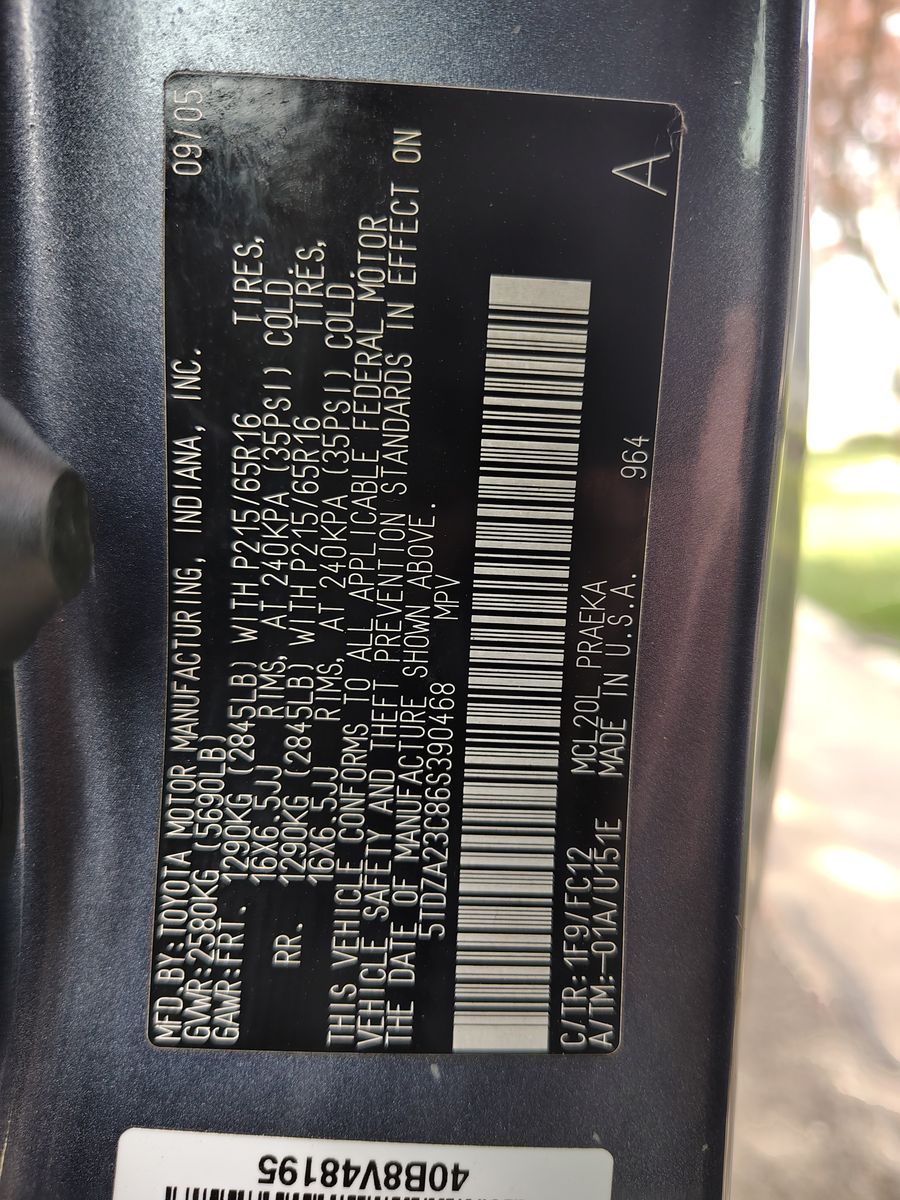 MFD BY: TOYOTA MOTOR MANUFACTURING, INDIANA, INC. 09/05
GWR: 2580KG (5690LB)
GAWR: FRT. 1290KG (2845LB) WITH P215/65R16 TIRES,
16X6.5JJ RIMS, AT 240KPA (35PSI) COLD.
RR. 1290KG (2845LB) WITH P215/65R16 TIRES,
16X6.5JJ RIMS, AT 240KPA (35PSI) COLD.
THIS VEHICLE CONFORMS TO ALL APPLICABLE FEDERAL MOTOR
VEHICLE SAFETY AND THEFT PREVENTION STANDARDS IN EFFECT ON
THE DATE OF MANUFACTURE SHOWN ABOVE.
5TDZA23C86S390468 MPV
C/TR: 1F9/FC12 MCL20L PRAEKA
A/TM: -01A/U151E MADE IN U.S.A. 964
A
40B8V48195